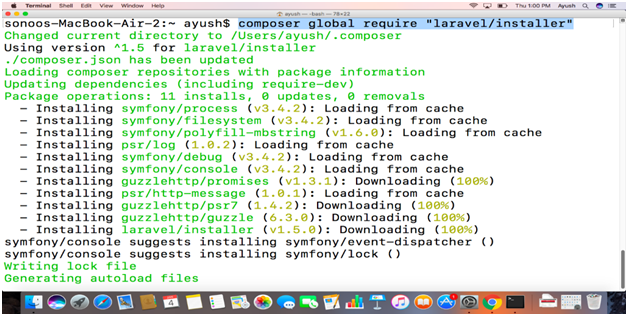 Terminal Shell Edit View Window Help Thu 1:00 PM Ayush
ayush — -bash — 78×22
sonoos-MacBook-Air-2:~ ayush$ composer global require "laravel/installer"
Changed current directory to /Users/ayush/.composer
Using version ^1.5 for laravel/installer
./composer.json has been updated
Loading composer repositories with package information
Updating dependencies (including require-dev)
Package operations: 11 installs, 0 updates, 0 removals
- Installing symfony/process (v3.4.2): Loading from cache
- Installing symfony/filesystem (v3.4.2): Loading from cache
- Installing symfony/polyfill-mbstring (v1.6.0): Loading from cache
- Installing psr/log (1.0.2): Loading from cache
- Installing symfony/debug (v3.4.2): Loading from cache
- Installing symfony/console (v3.4.2): Loading from cache
- Installing guzzlehttp/promises (v1.3.1): Downloading (100%)
- Installing psr/http-message (1.0.1): Loading from cache
- Installing guzzlehttp/psr7 (1.4.2): Downloading (100%)
- Installing guzzlehttp/guzzle (6.3.0): Downloading (100%)
- Installing laravel/installer (v1.5.0): Downloading (100%)
symfony/console suggests installing symfony/event-dispatcher ()
symfony/console suggests installing symfony/lock ()
Writing lock file
Generating autoload files
4